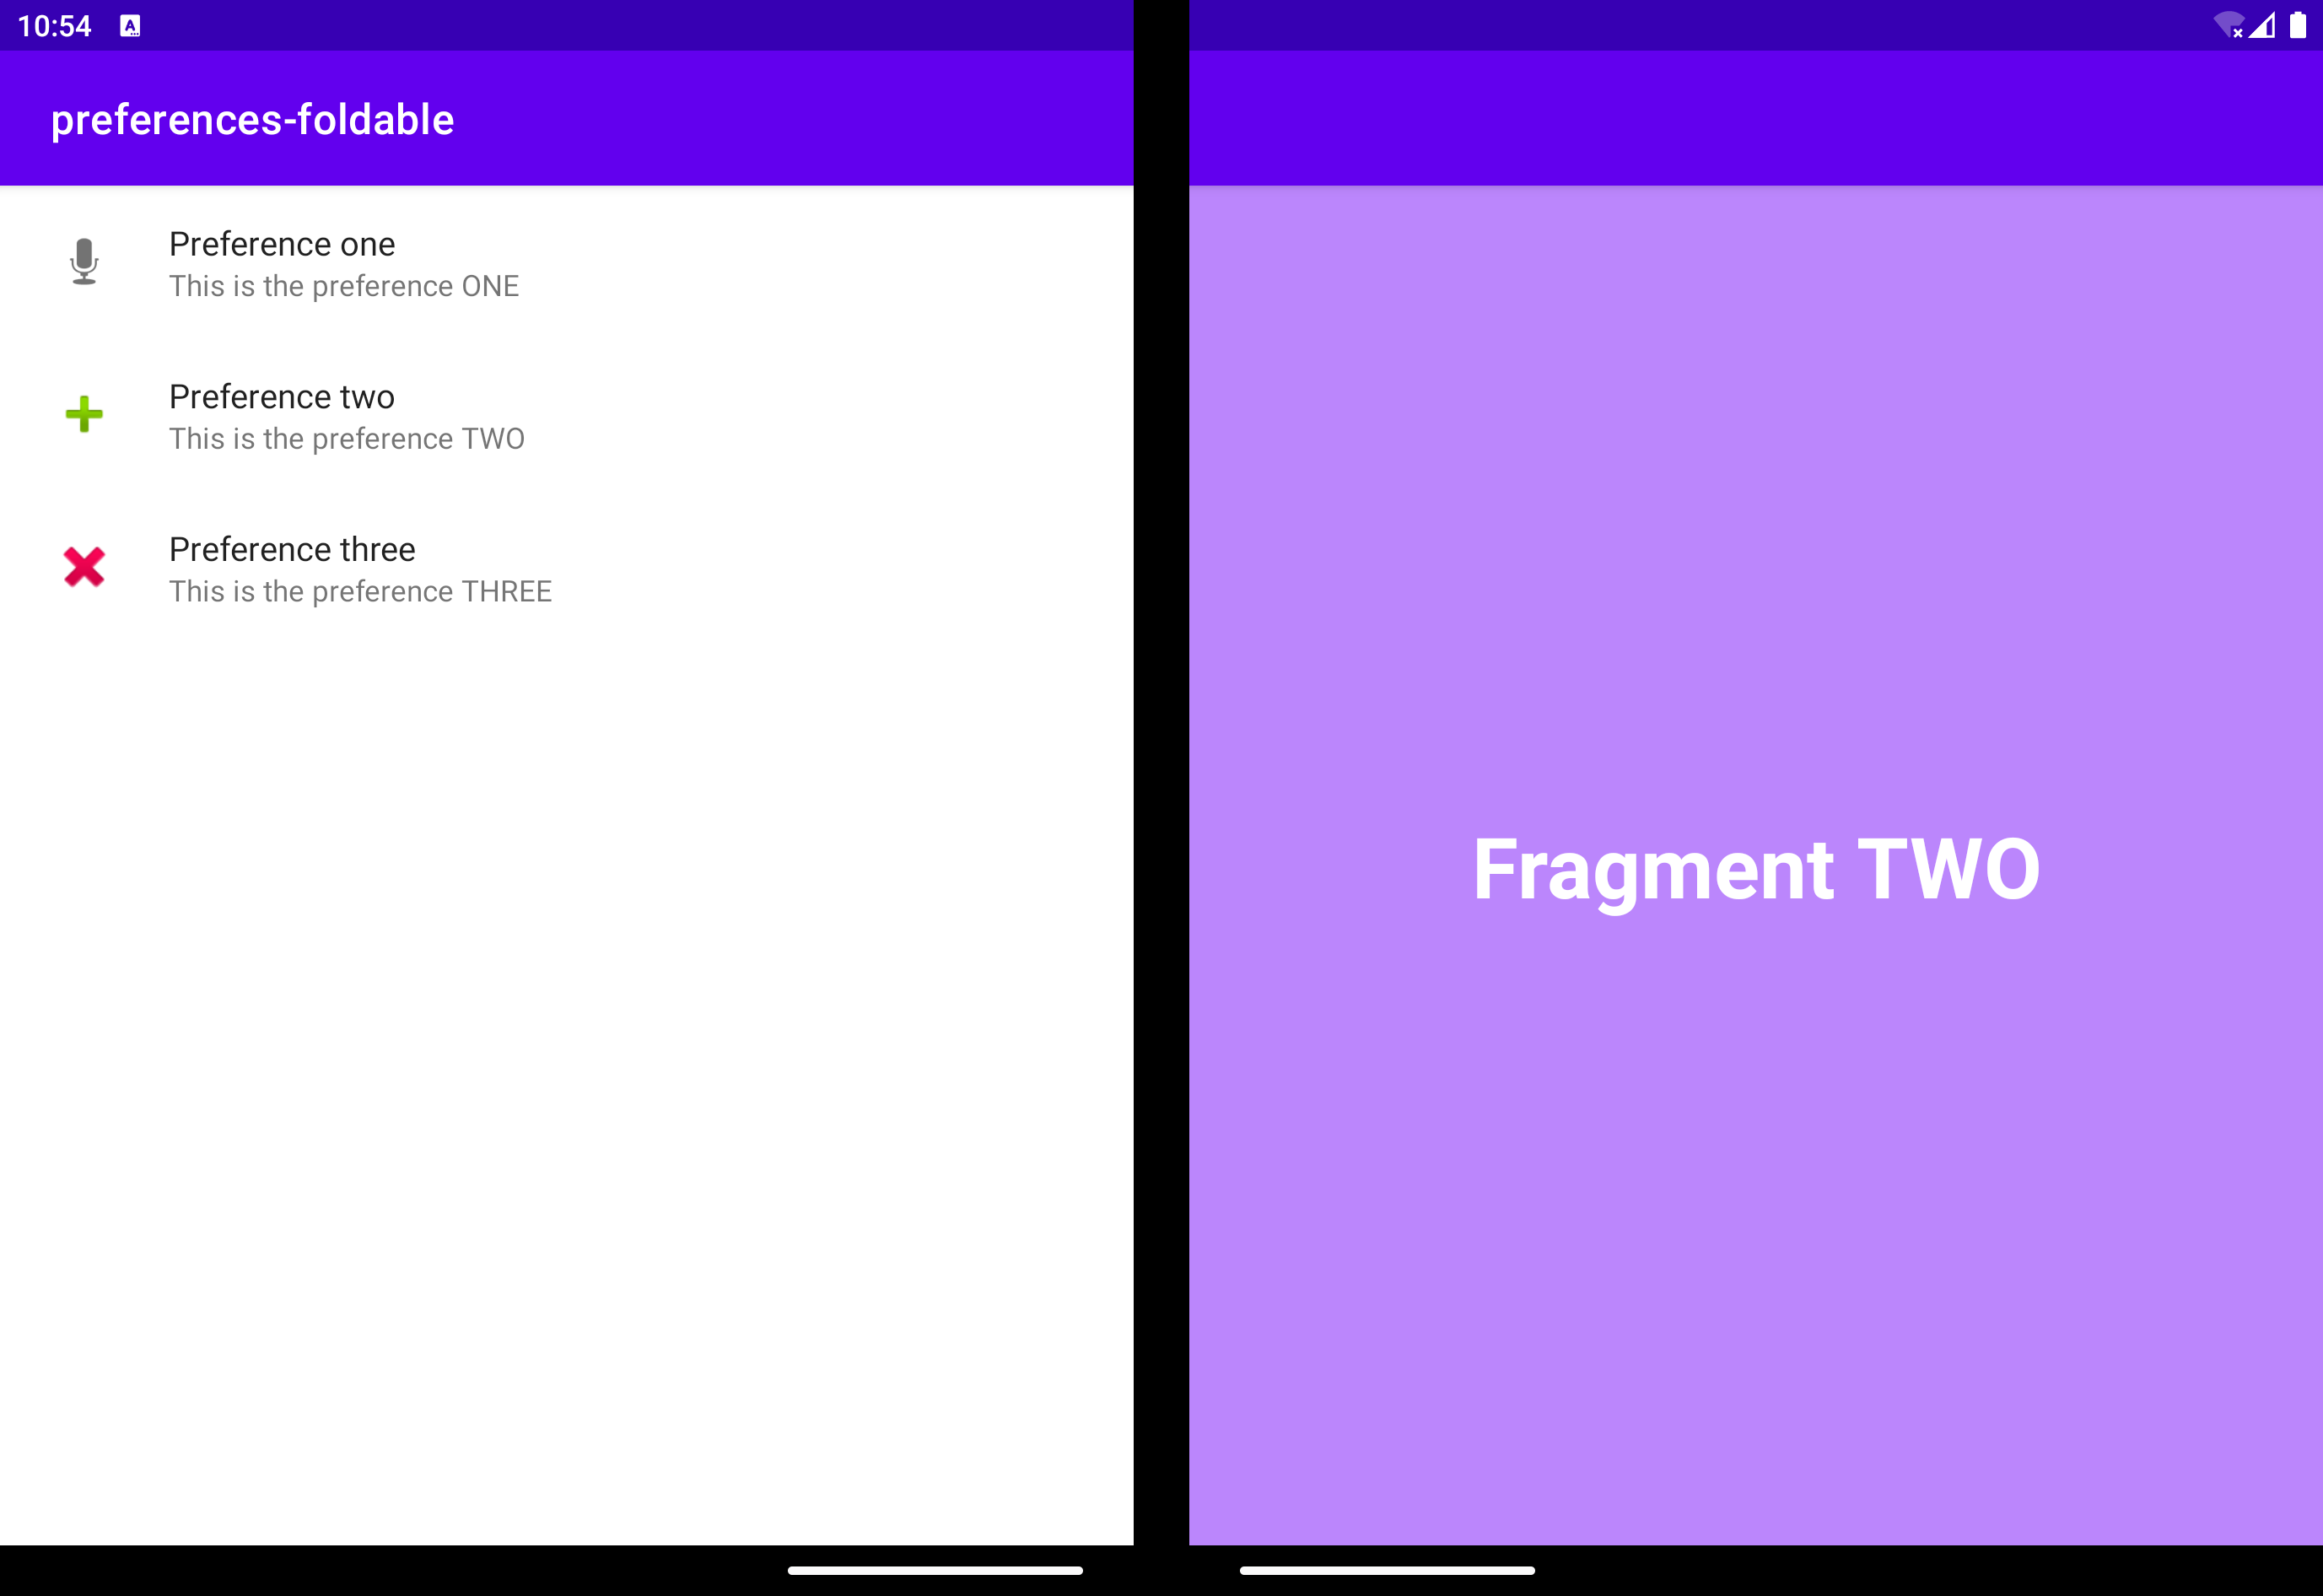 10:54
preferences-foldable
Preference one
This is the preference ONE
Preference two
This is the preference TWO
Preference three
This is the preference THREE
Fragment TWO